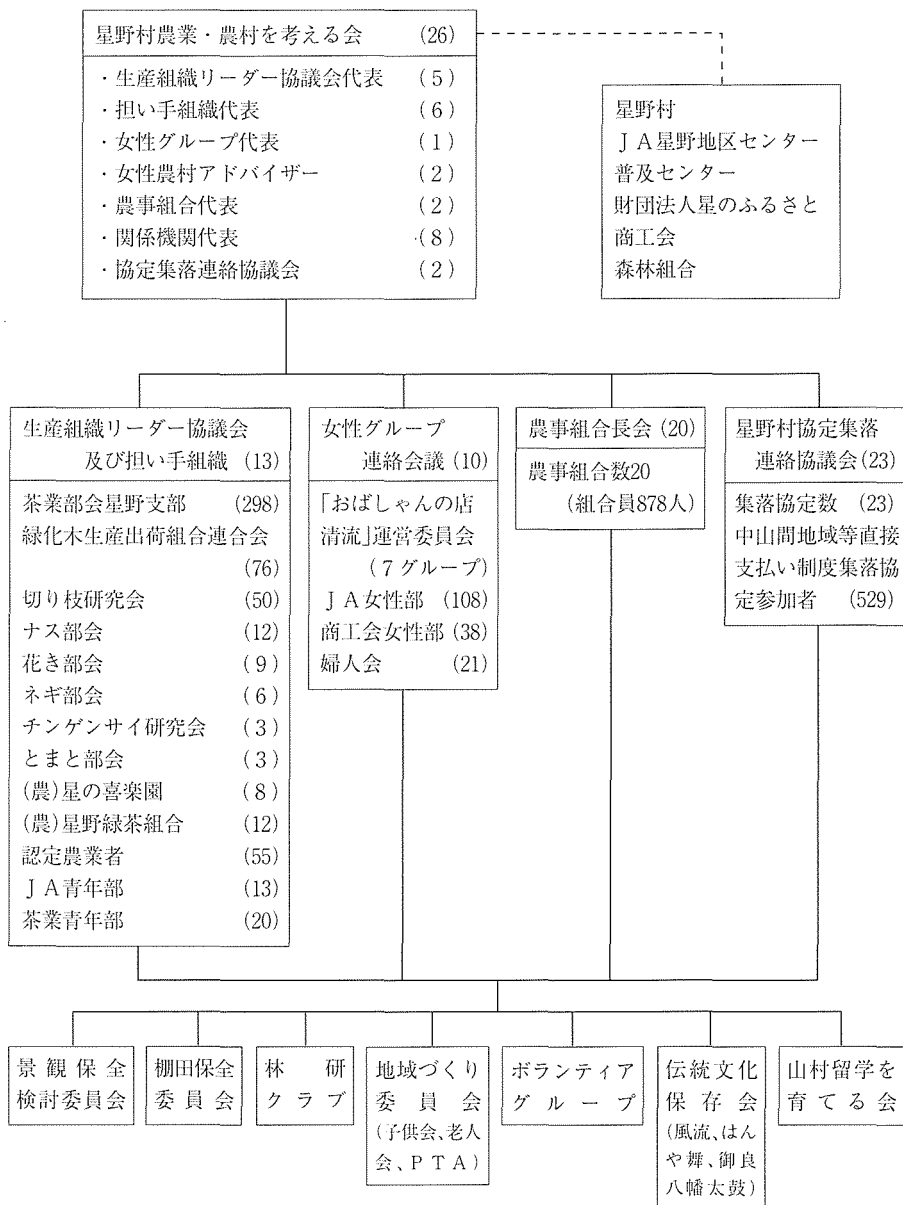 星野村農業・農村を考える会 (26)
・生産組織リーダー協議会代表 (5)
・担い手組織代表 (6)
・女性グループ代表 (1)
・女性農村アドバイザー (2)
・農事組合代表 (2)
・関係機関代表 (8)
・協定集落連絡協議会 (2)
星野村
JA星野地区センター
普及センター
財団法人星のふるさと
商工会
森林組合
生産組織リーダー協議会
及び担い手組織 (13)
茶業部会星野支部 (298)
緑化木生産出荷組合連合会
(76)
切り枝研究会 (50)
ナス部会 (12)
花き部会 (9)
ネギ部会 (6)
チンゲンサイ研究会 (3)
とまと部会 (3)
(農)星の喜楽園 (8)
(農)星野緑茶組合 (12)
認定農業者 (55)
JA青年部 (13)
茶業青年部 (20)
女性グループ
連絡会議 (10)
「おばしゃんの店
清流」運営委員会
(7グループ)
JA女性部 (108)
商工会女性部 (38)
婦人会 (21)
農事組合長会 (20)
農事組合数20
(組合員878人)
星野村協定集落
連絡協議会 (23)
集落協定数 (23)
中山間地域等直接
支払い制度集落協
定参加者 (529)
景観保全
検討委員会
棚田保全
委員会
林研
クラブ
地域づくり
委員会
(子供会、老人
会、PTA)
ボランティア
グループ
伝統文化
保存会
(風流、はん
や舞、御良
八幡太鼓)
山村留学を
育てる会